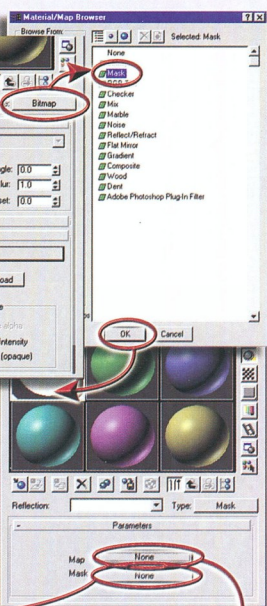 Material/Map Browser
Browse From:
Selected: Mask
None
Mask
Checker
Mix
Marble
Noise
Reflect/Refract
Flat Mirror
Gradient
Composite
Wood
Dent
Adobe Photoshop Plug-In Filter
Bitmap
gle: 0.0
lur: 1.0
set: 0.0
oad
alpha
ntensity
(opaque)
OK
Cancel
Reflection:
Type: Mask
- Parameters
Map None
Mask None